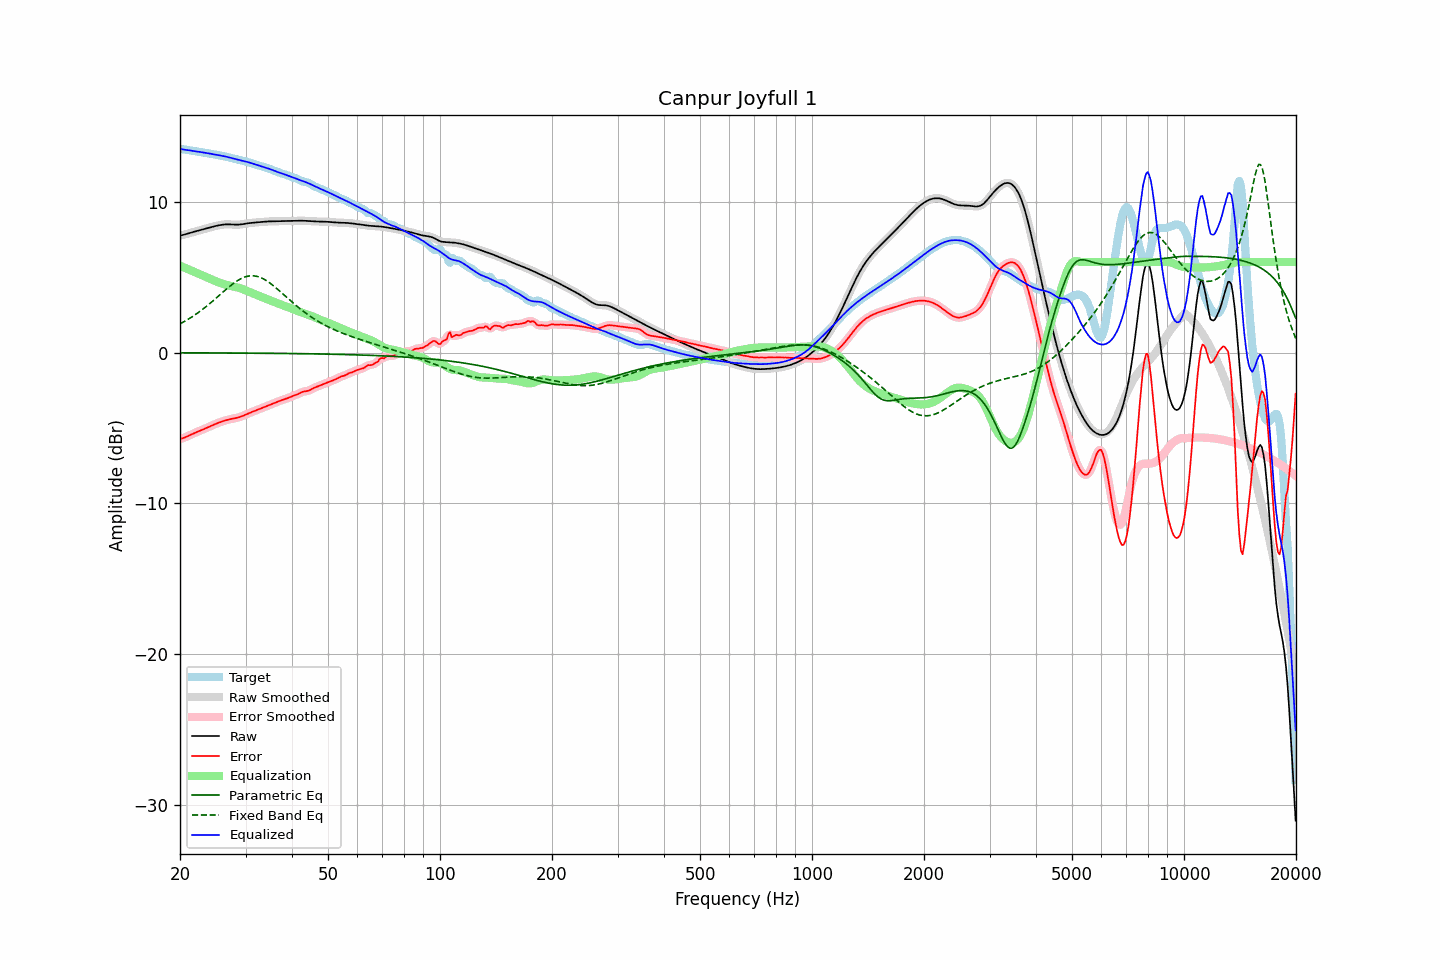 Canpur Joyfull 1
Amplitude (dBr)
10
0
−10
−20
−30
Target
Raw Smoothed
Error Smoothed
Raw
Error
Equalization
Parametric Eq
Fixed Band Eq
Equalized
20 50 100 200 500 1000 2000 5000 10000 20000
Frequency (Hz)